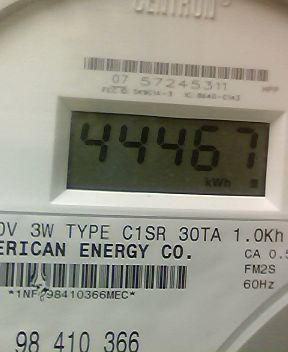 CENTRON®
07 57245311
44467
kWh
0V 3W TYPE C1SR 30TA 1.0Kh
ERICAN ENERGY CO.
CA 0.5
FM2S
60Hz
98410366MEC*
98 410 366